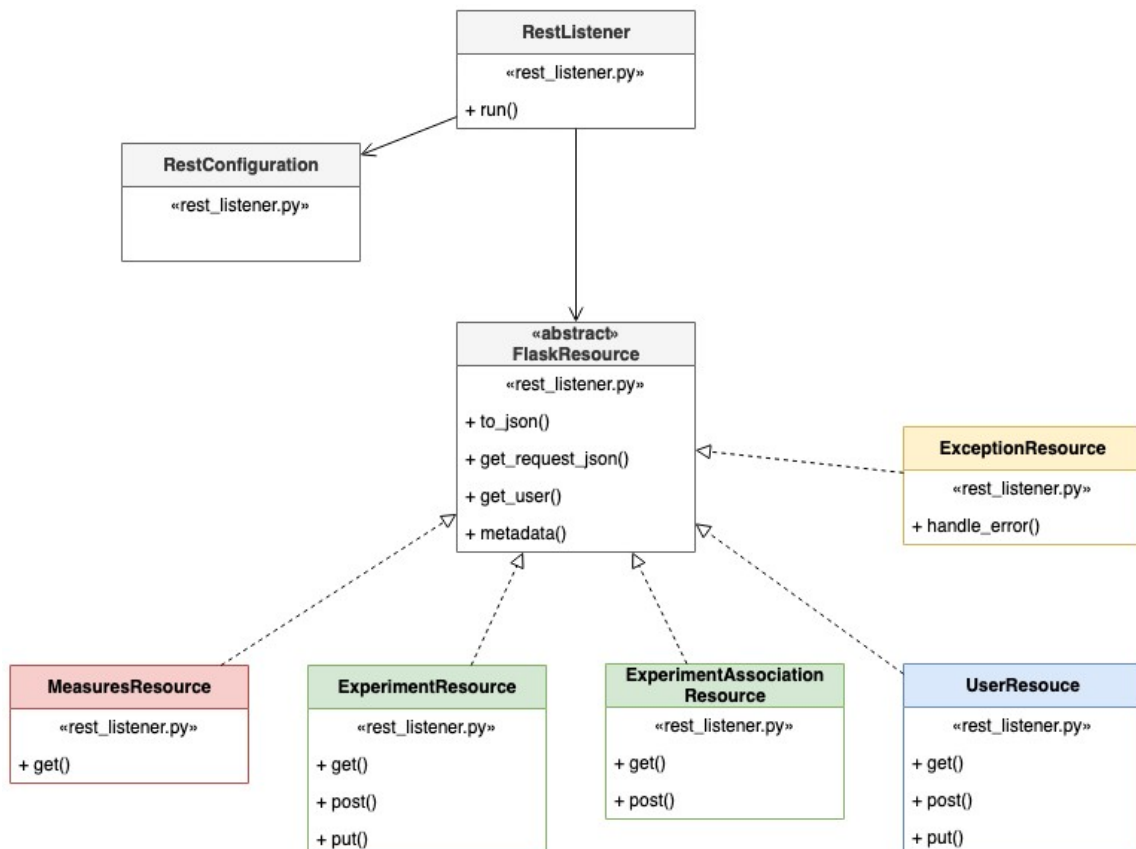 RestListener
«rest_listener.py»
+ run()
RestConfiguration
«rest_listener.py»
«abstract»
FlaskResource
«rest_listener.py»
+ to_json()
+ get_request_json()
+ get_user()
+ metadata()
ExceptionResource
«rest_listener.py»
+ handle_error()
MeasuresResource
«rest_listener.py»
+ get()
ExperimentResource
«rest_listener.py»
+ get()
+ post()
+ put()
ExperimentAssociation
Resource
«rest_listener.py»
+ get()
+ post()
UserResouce
«rest_listener.py»
+ get()
+ post()
+ put()